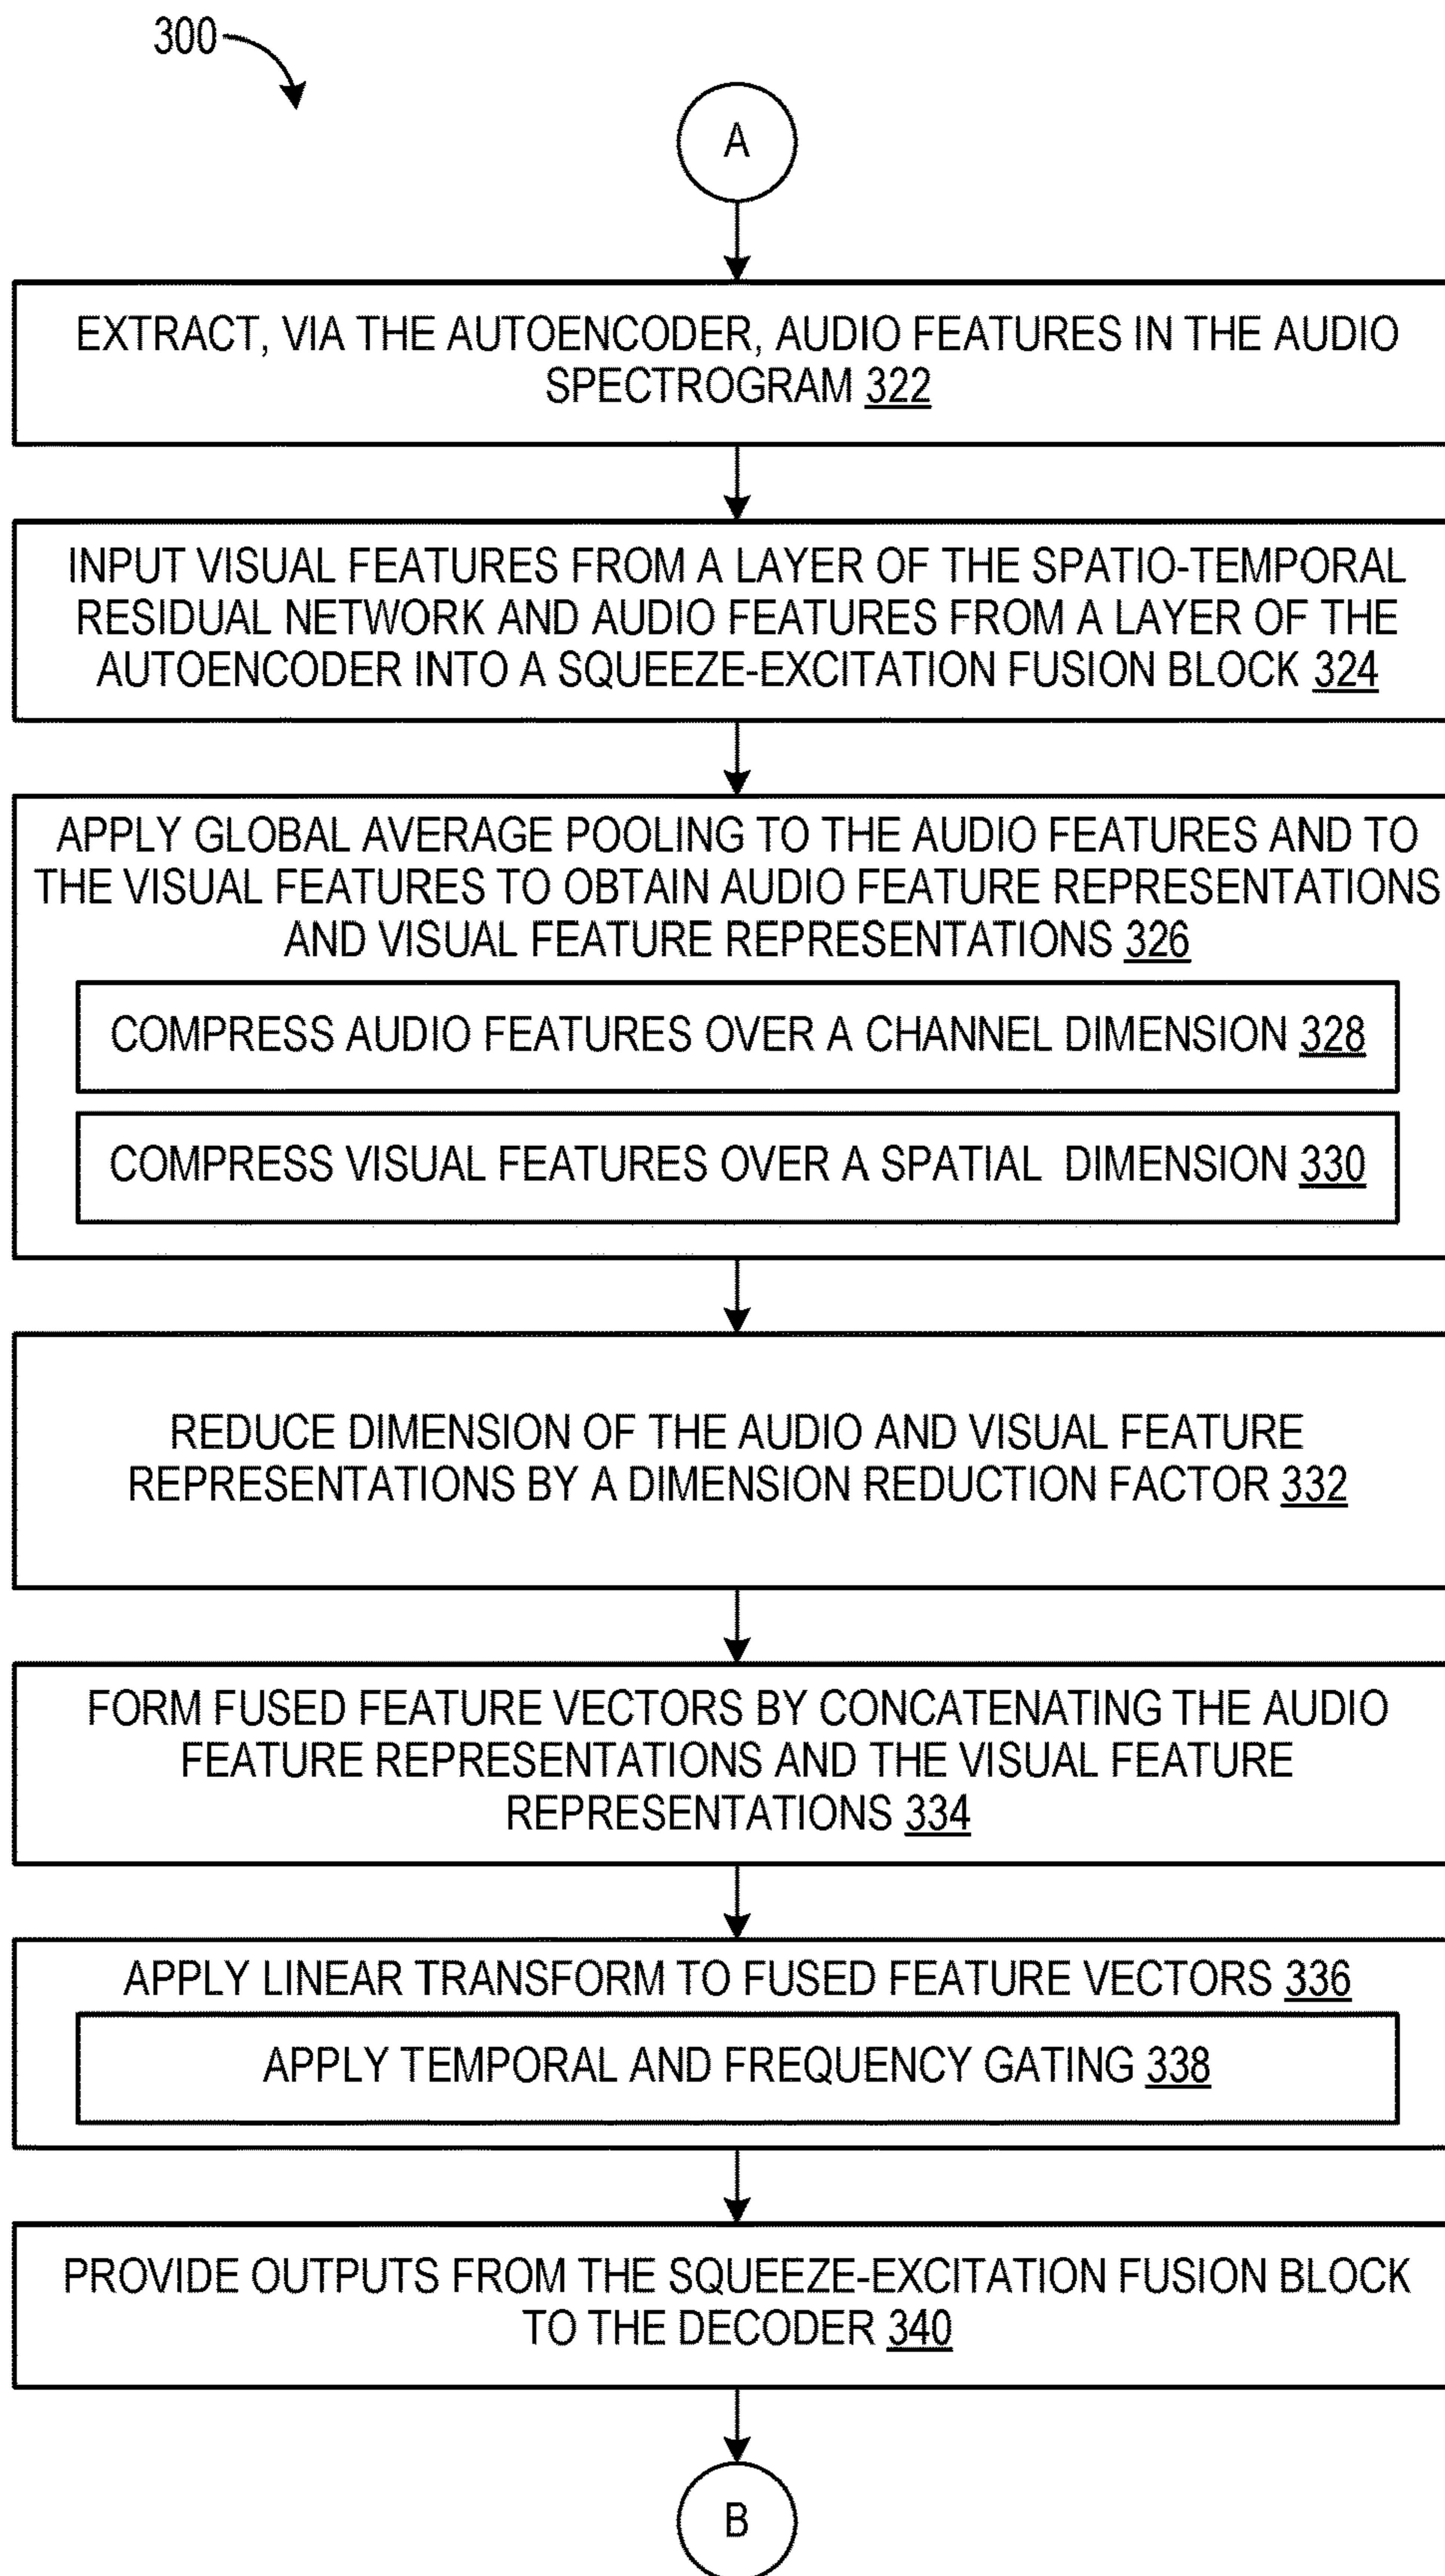 300
A
EXTRACT, VIA THE AUTOENCODER, AUDIO FEATURES IN THE AUDIO
SPECTROGRAM 322
INPUT VISUAL FEATURES FROM A LAYER OF THE SPATIO-TEMPORAL
RESIDUAL NETWORK AND AUDIO FEATURES FROM A LAYER OF THE
AUTOENCODER INTO A SQUEEZE-EXCITATION FUSION BLOCK 324
APPLY GLOBAL AVERAGE POOLING TO THE AUDIO FEATURES AND TO
THE VISUAL FEATURES TO OBTAIN AUDIO FEATURE REPRESENTATIONS
AND VISUAL FEATURE REPRESENTATIONS 326
COMPRESS AUDIO FEATURES OVER A CHANNEL DIMENSION 328
COMPRESS VISUAL FEATURES OVER A SPATIAL DIMENSION 330
REDUCE DIMENSION OF THE AUDIO AND VISUAL FEATURE
REPRESENTATIONS BY A DIMENSION REDUCTION FACTOR 332
FORM FUSED FEATURE VECTORS BY CONCATENATING THE AUDIO
FEATURE REPRESENTATIONS AND THE VISUAL FEATURE
REPRESENTATIONS 334
APPLY LINEAR TRANSFORM TO FUSED FEATURE VECTORS 336
APPLY TEMPORAL AND FREQUENCY GATING 338
PROVIDE OUTPUTS FROM THE SQUEEZE-EXCITATION FUSION BLOCK
TO THE DECODER 340
B